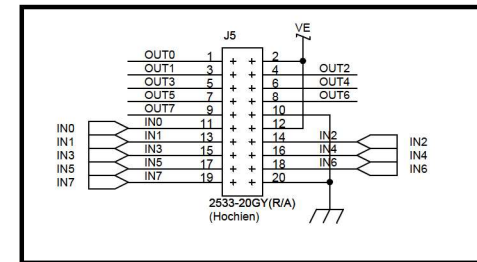 J5
VE
OUT0 1 2
OUT1 3 4 OUT2
OUT3 5 6 OUT4
OUT5 7 8 OUT6
OUT7 9 10
IN0 IN0 11 12
IN1 IN1 13 14 IN2 IN2
IN3 IN3 15 16 IN4 IN4
IN5 IN5 17 18 IN6 IN6
IN7 IN7 19 20
2533-20GY(R/A)
(Hochien)